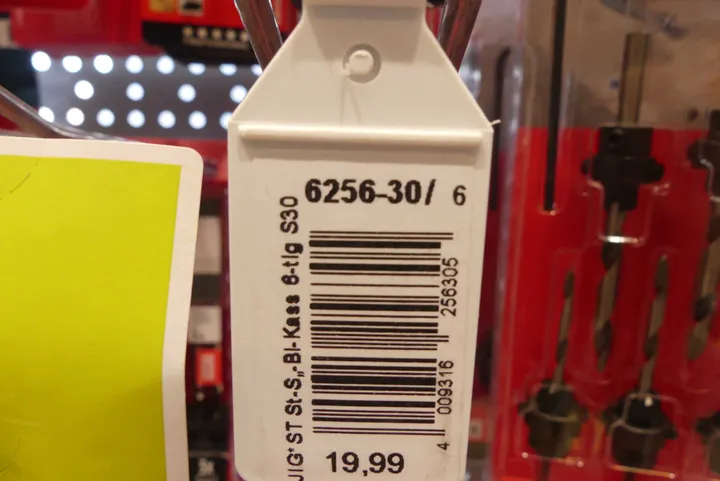 6256-30/ 6
JIG* ST St-S,-Bl-Kass 6-tlg S30
4 009316 256305
19,99